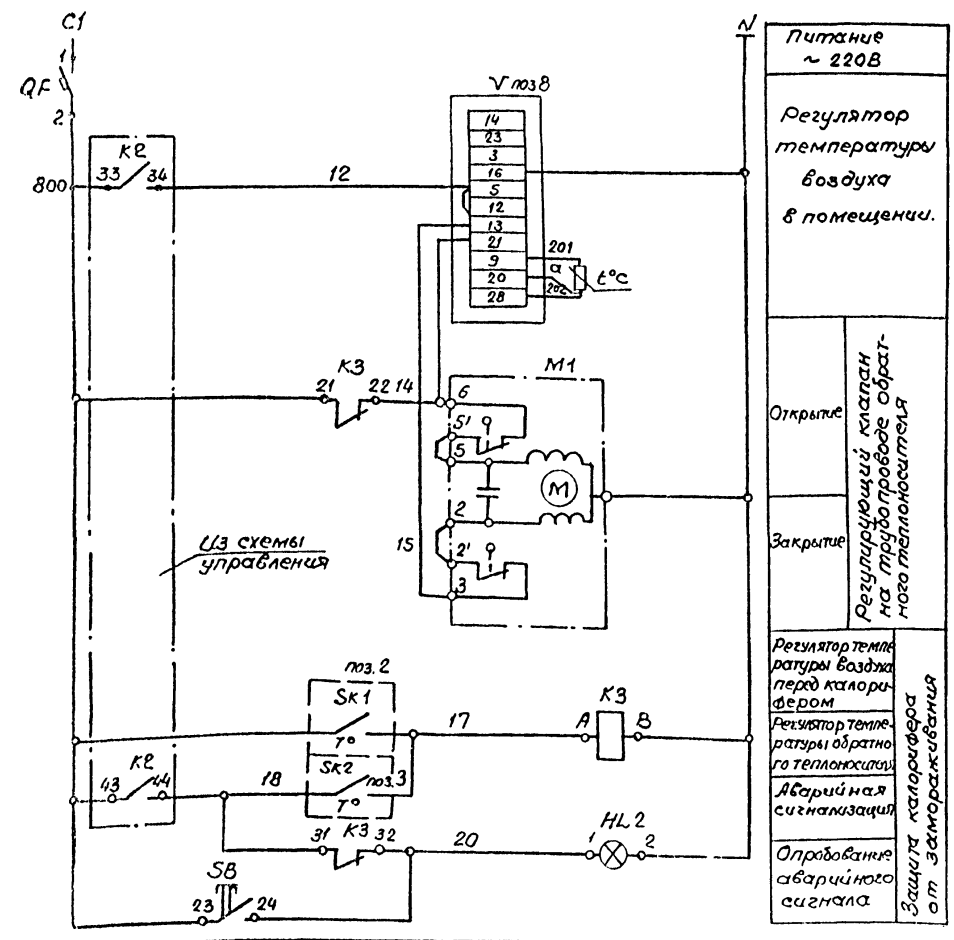 C1
N
1
QF
2
V поз 8
14
23
3
16
5
12
13
21
9
20
28
K2
33
34
800
12
201
a
202
t°C
K3
21
22
14
M1
6
5'
5
M
2
15
2'
3
Из схемы
управления
поз. 2
SK1
T°
17
K3
A
B
K2
43
44
18
SK2
поз. 3
T°
31
K3
32
20
HL2
1
2
SB
23
24
Питание
~ 220В
Регулятор
температуры
воздуха
в помещении.
Открытие
Закрытие
Регулирующий клапан
на трубопроводе обрат-
ного теплоносителя
Регулятор темпе
ратуры воздуха
перед калори-
фером
Регулятор темпе-
ратуры обратно-
го теплоносител
Аварийная
сигнализация
Опробование
аварийного
сигнала
Защита калорифера
от замораживания